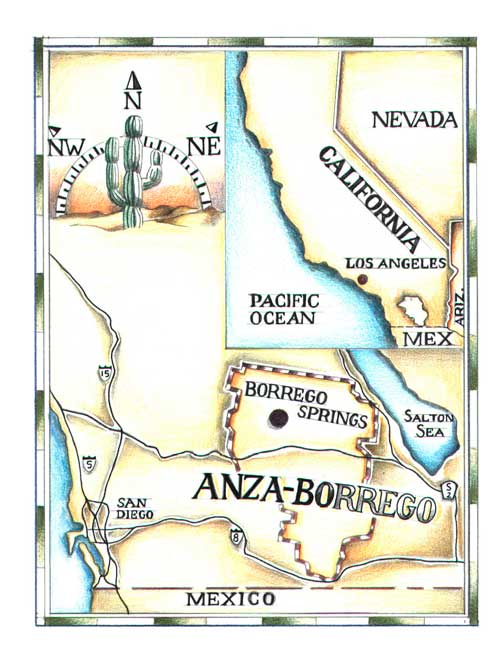 N
NW
NE
NEVADA
CALIFORNIA
LOS ANGELES
PACIFIC
OCEAN
ARIZ.
MEX
BORREGO
SPRINGS
SALTON
SEA
15
5
ANZA-BORREGO
SAN
DIEGO
8
MEXICO